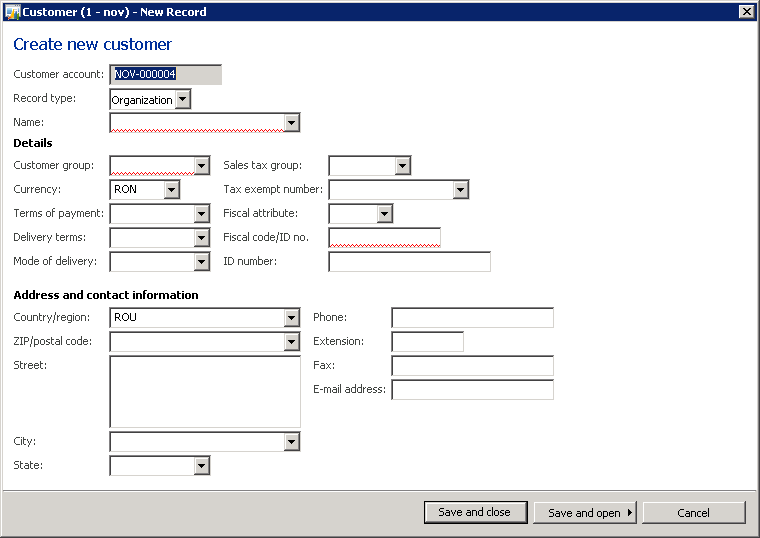 Customer (1 - nov) - New Record
Create new customer
Customer account: NOV-000004
Record type: Organization
Name:
Details
Customer group: Sales tax group:
Currency: RON Tax exempt number:
Terms of payment: Fiscal attribute:
Delivery terms: Fiscal code/ID no.
Mode of delivery: ID number:
Address and contact information
Country/region: ROU Phone:
ZIP/postal code: Extension:
Street: Fax:
E-mail address:
City:
State:
Save and close Save and open Cancel